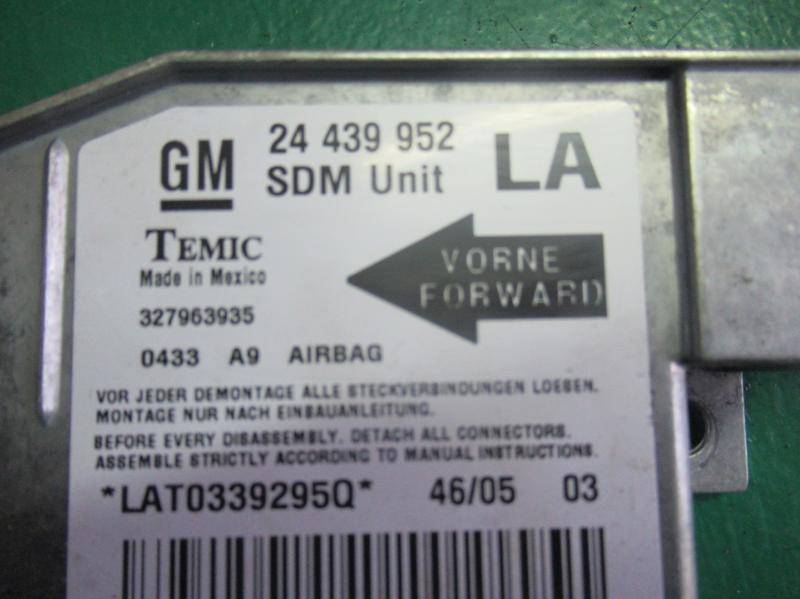 GM 24 439 952 LA
SDM Unit
TEMIC
Made in Mexico
VORNE
FORWARD
327963935
0433 A9 AIRBAG
VOR JEDER DEMONTAGE ALLE STECKVERBINDUNGEN LOESEN.
MONTAGE NUR NACH EINBAUANLEITUNG.
BEFORE EVERY DISASSEMBLY. DETACH ALL CONNECTORS.
ASSEMBLE STRICTLY ACCORDING TO MANUAL INSTRUCTIONS.
*LAT0339295Q* 46/05 03